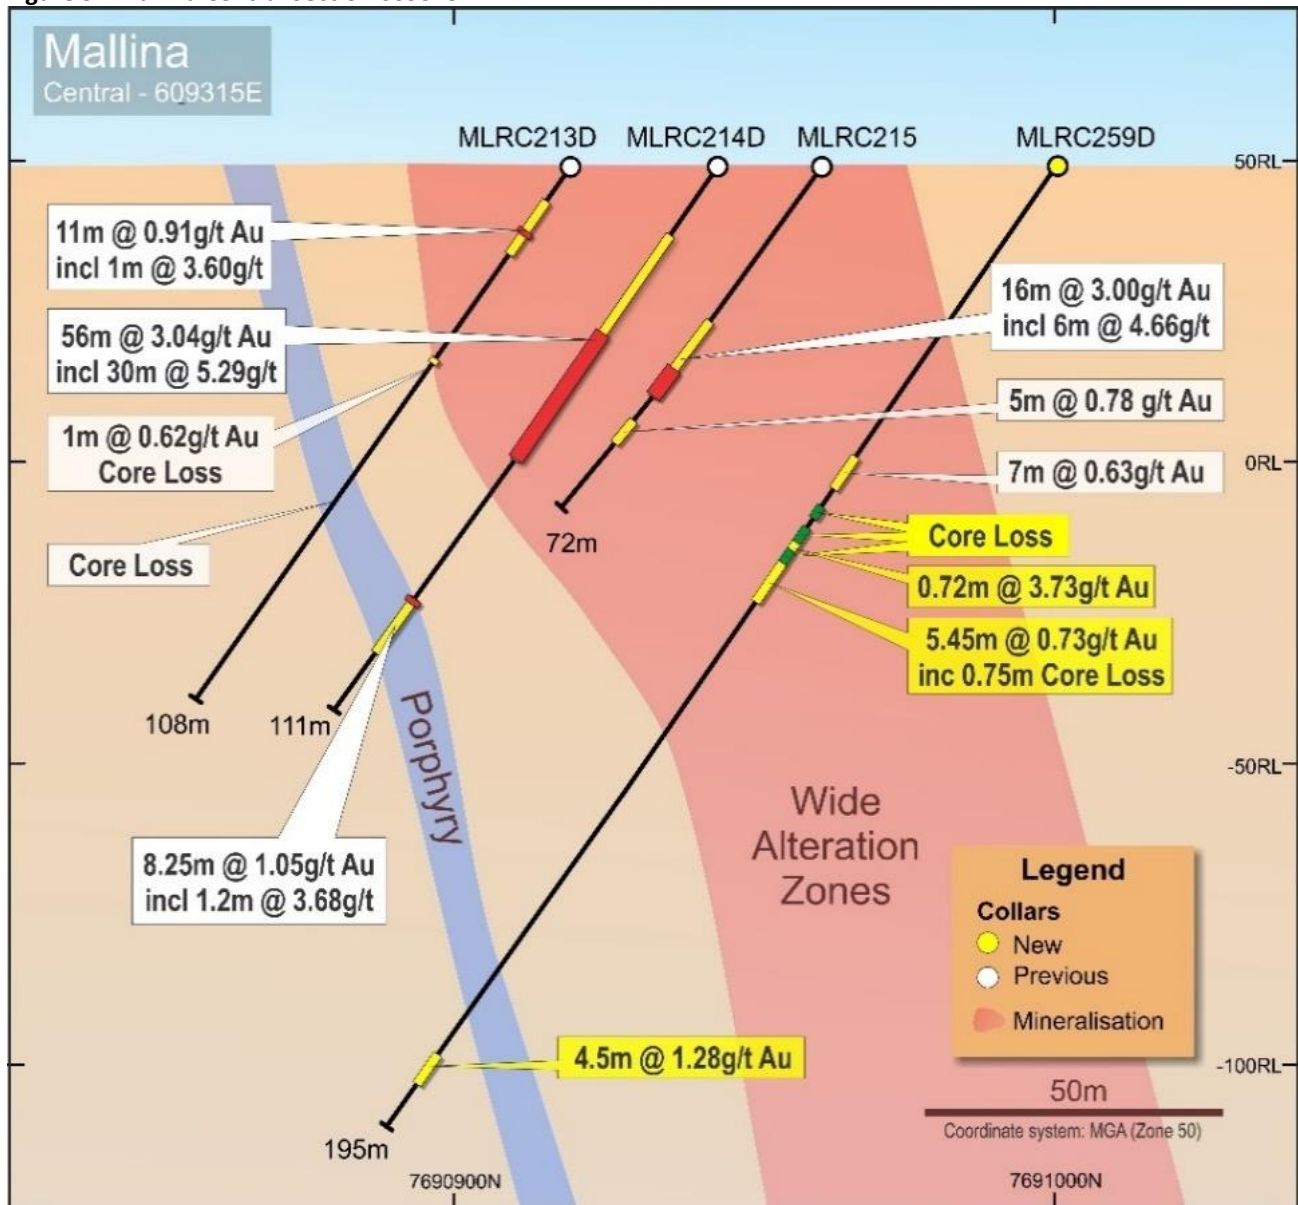 Mallina
Central - 609315E
MLRC213D
MLRC214D
MLRC215
MLRC259D
50RL
11m @ 0.91g/t Au
incl 1m @ 3.60g/t
16m @ 3.00g/t Au
incl 6m @ 4.66g/t
56m @ 3.04g/t Au
incl 30m @ 5.29g/t
5m @ 0.78 g/t Au
1m @ 0.62g/t Au
Core Loss
0RL
7m @ 0.63g/t Au
Core Loss
72m
Core Loss
0.72m @ 3.73g/t Au
5.45m @ 0.73g/t Au
inc 0.75m Core Loss
108m
111m
Porphyry
-50RL
Wide
Alteration
Zones
8.25m @ 1.05g/t Au
incl 1.2m @ 3.68g/t
Legend
Collars
New
Previous
Mineralisation
4.5m @ 1.28g/t Au
-100RL
50m
Coordinate system: MGA (Zone 50)
195m
7690900N
7691000N